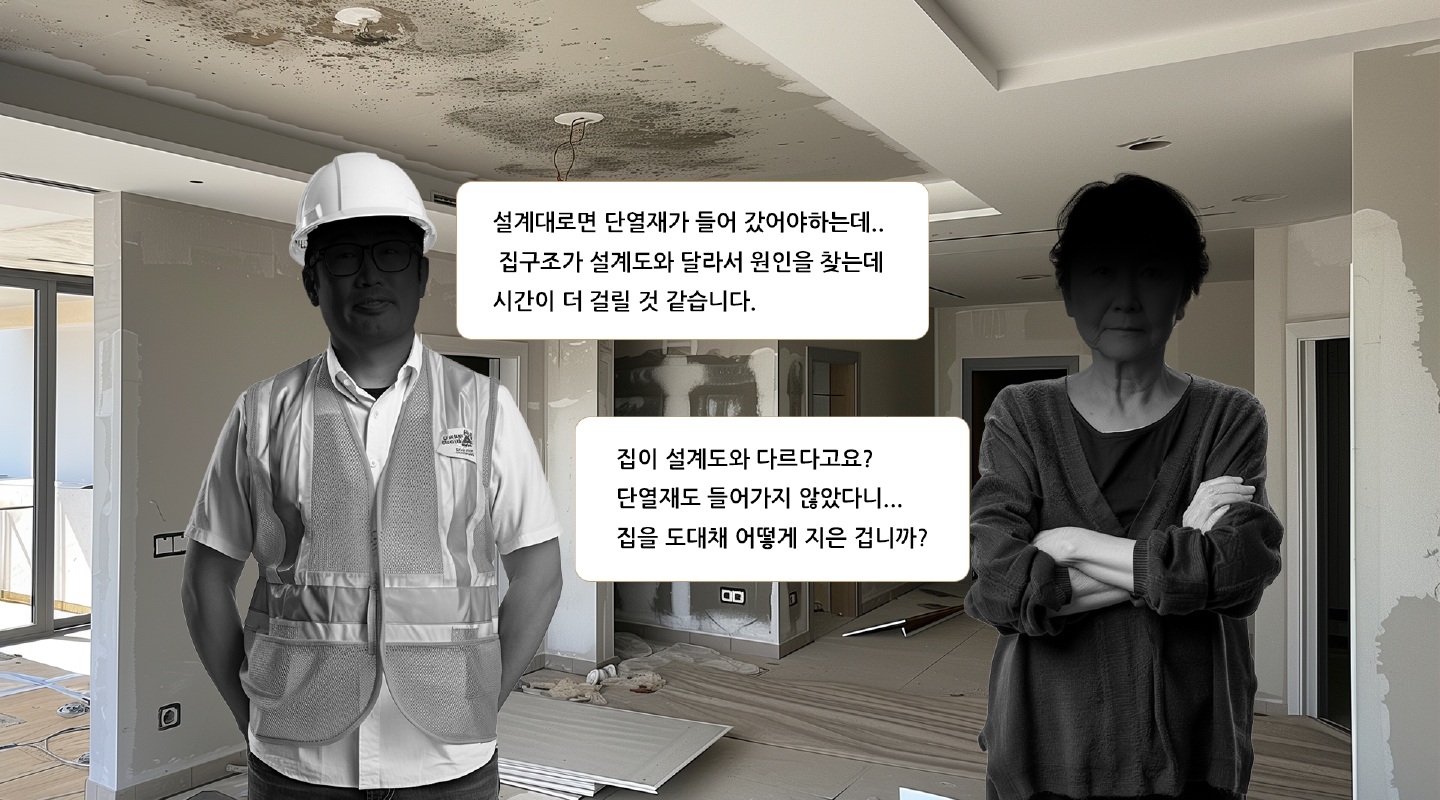 설계대로면 단열재가 들어 갔어야하는데..
집구조가 설계도와 달라서 원인을 찾는데
시간이 더 걸릴 것 같습니다.
집이 설계도와 다르다고요?
단열재도 들어가지 않았다니...
집을 도대채 어떻게 지은 겁니까?